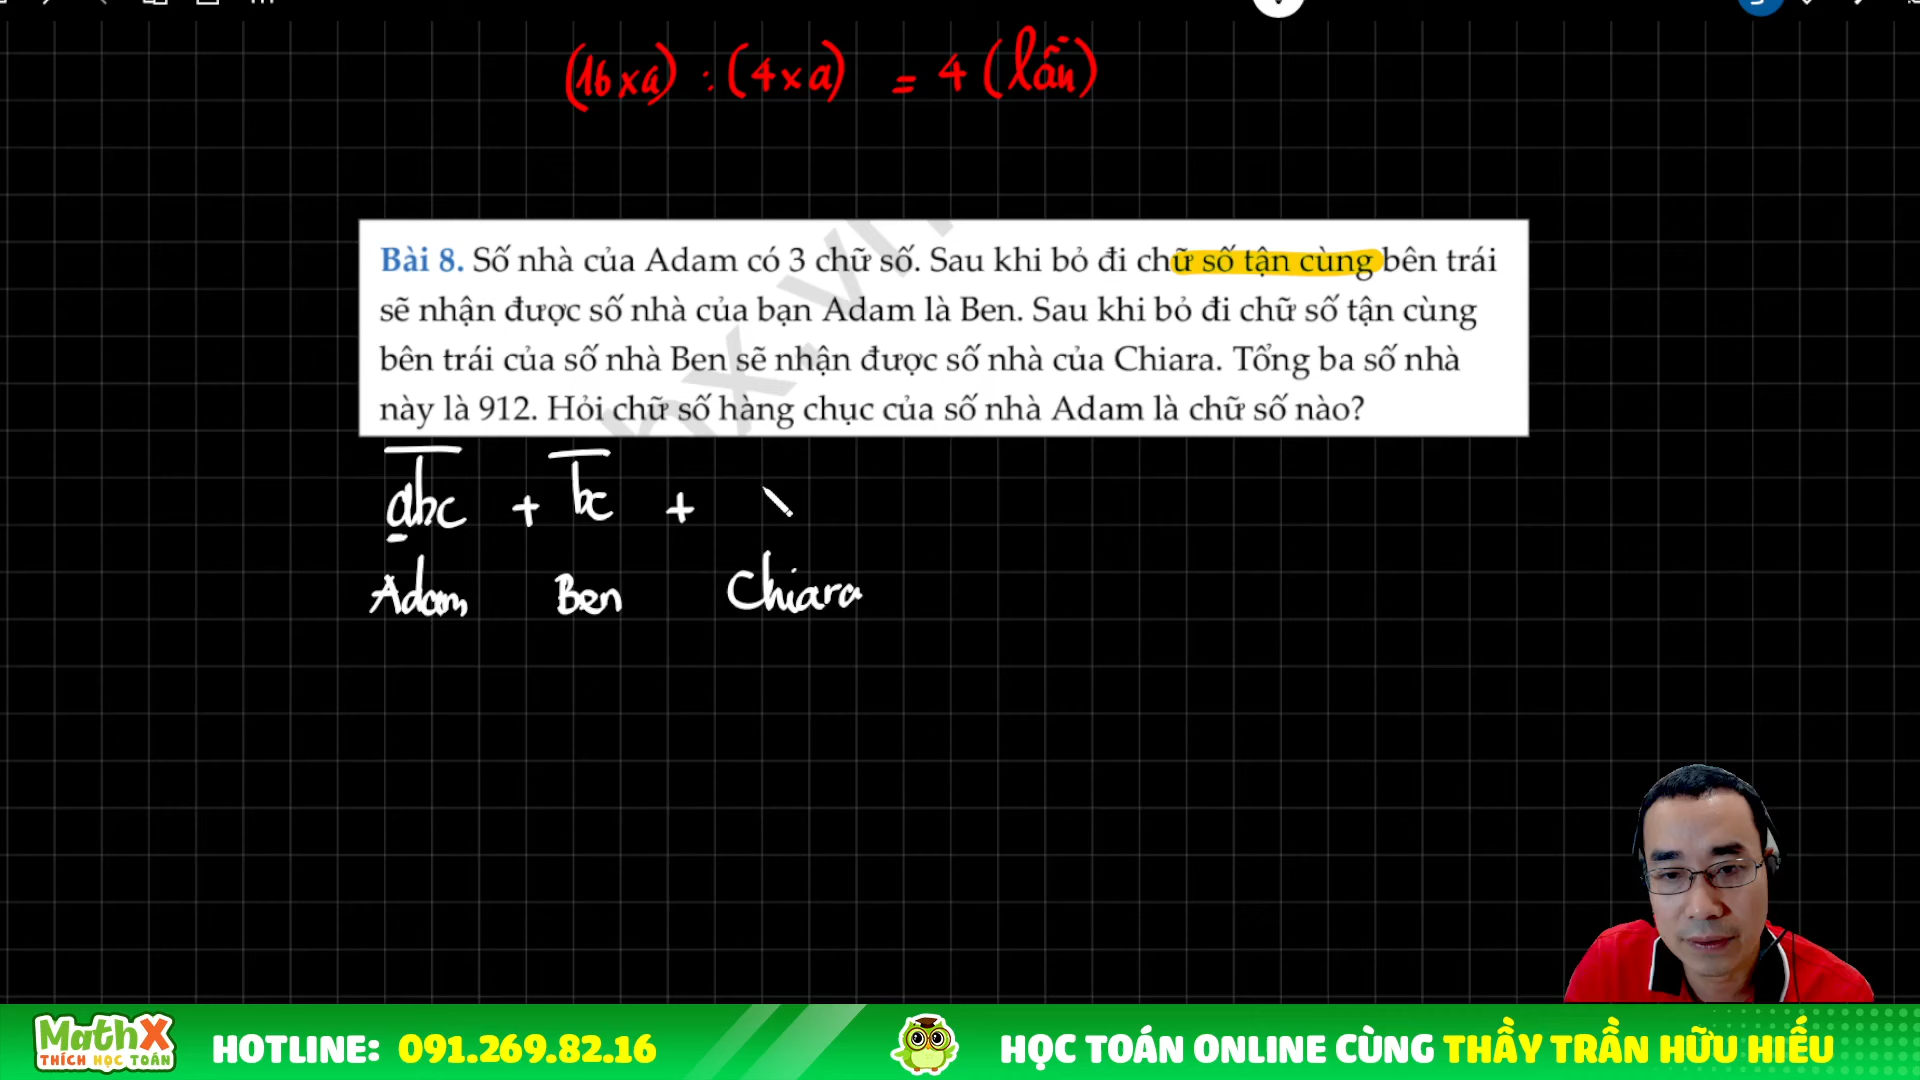 (16 x a) : (4 x a) = 4 (lần)
Bài 8. Số nhà của Adam có 3 chữ số. Sau khi bỏ đi chữ số tận cùng bên trái
sẽ nhận được số nhà của bạn Adam là Ben. Sau khi bỏ đi chữ số tận cùng
bên trái của số nhà Ben sẽ nhận được số nhà của Chiara. Tổng ba số nhà
này là 912. Hỏi chữ số hàng chục của số nhà Adam là chữ số nào?
abc + bc +
Adam Ben Chiara
MathX
THÍCH HỌC TOÁN
HOTLINE: 091.269.82.16
HỌC TOÁN ONLINE CÙNG THẦY TRẦN HỮU HIẾU